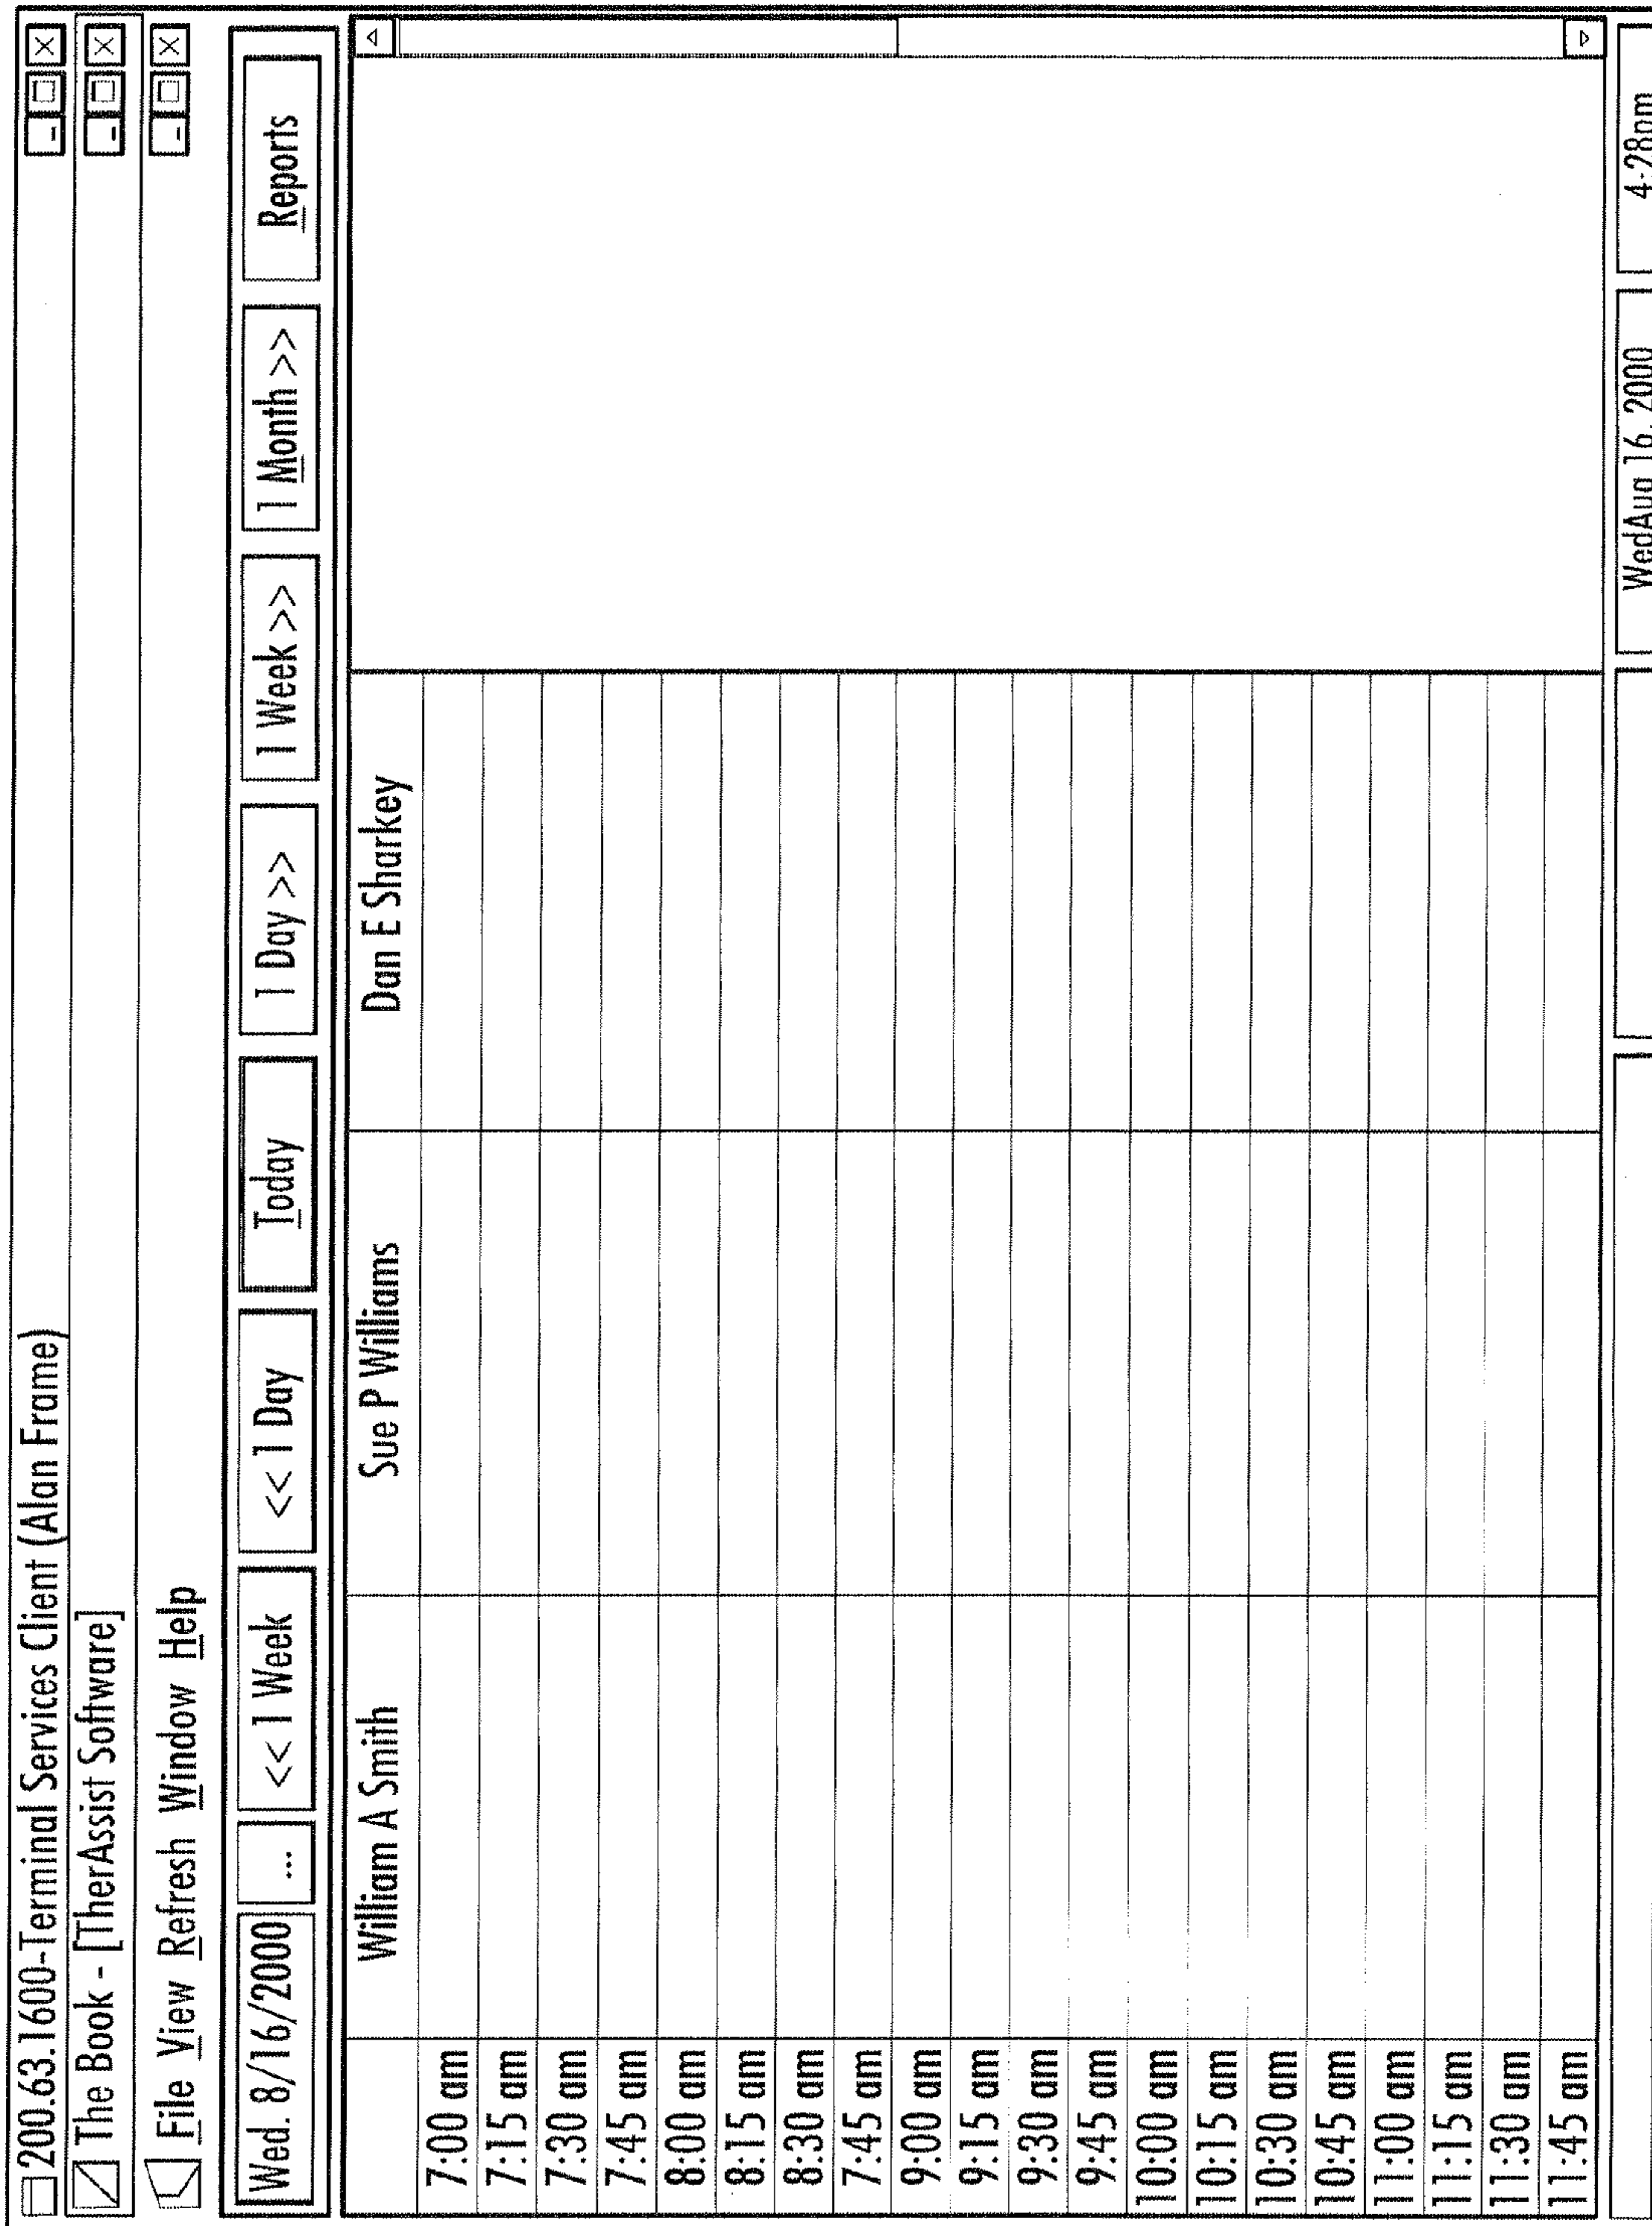 200.63.1600-Terminal Services Client (Alan Frame)
The Book - [TherAssist Software]
File View Refresh Window Help
Wed. 8/16/2000 ... << 1 Week << 1 Day Today 1 Day >> 1 Week >> 1 Month >> Reports
William A Smith Sue P Williams Dan E Sharkey
7:00 am
7:15 am
7:30 am
7:45 am
8:00 am
8:15 am
8:30 am
7:45 am
9:00 am
9:15 am
9:30 am
9:45 am
10:00 am
10:15 am
10:30 am
10:45 am
11:00 am
11:15 am
11:30 am
11:45 am
WedAug 16, 2000 4:28pm